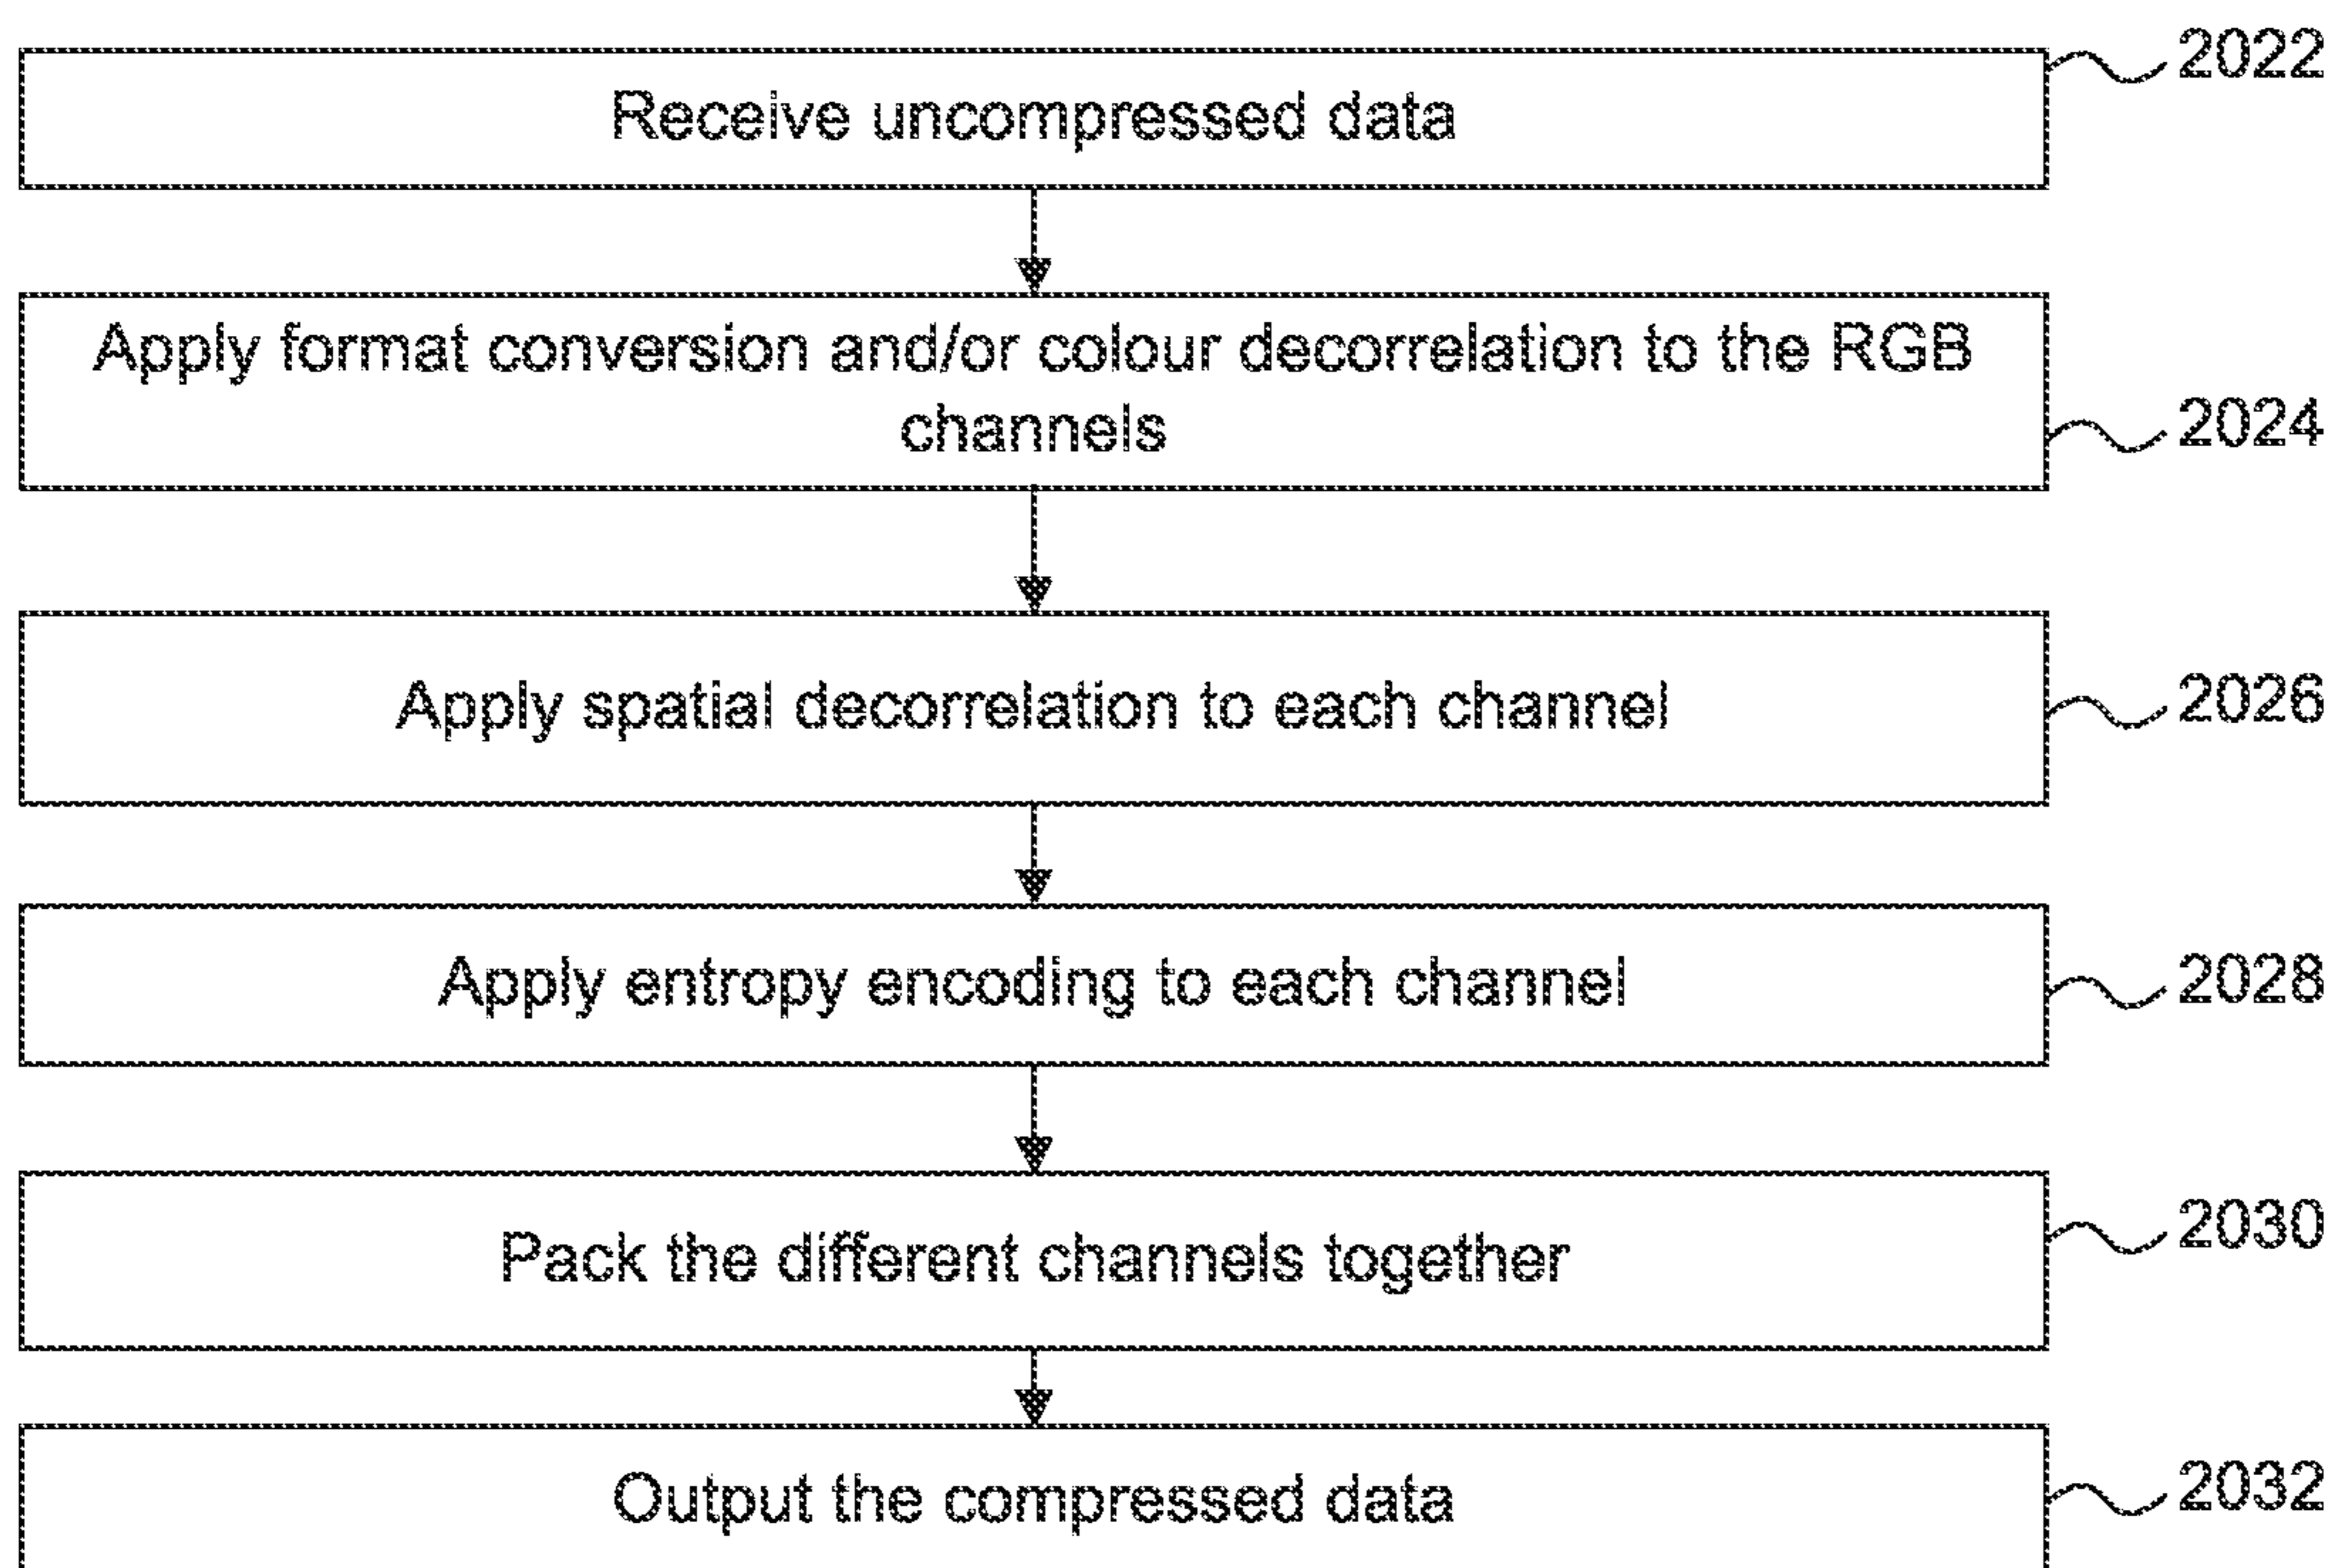 Receive uncompressed data
2022
Apply format conversion and/or colour decorrelation to the RGB
channels
2024
Apply spatial decorrelation to each channel
2026
Apply entropy encoding to each channel
2028
Pack the different channels together
2030
Output the compressed data
2032